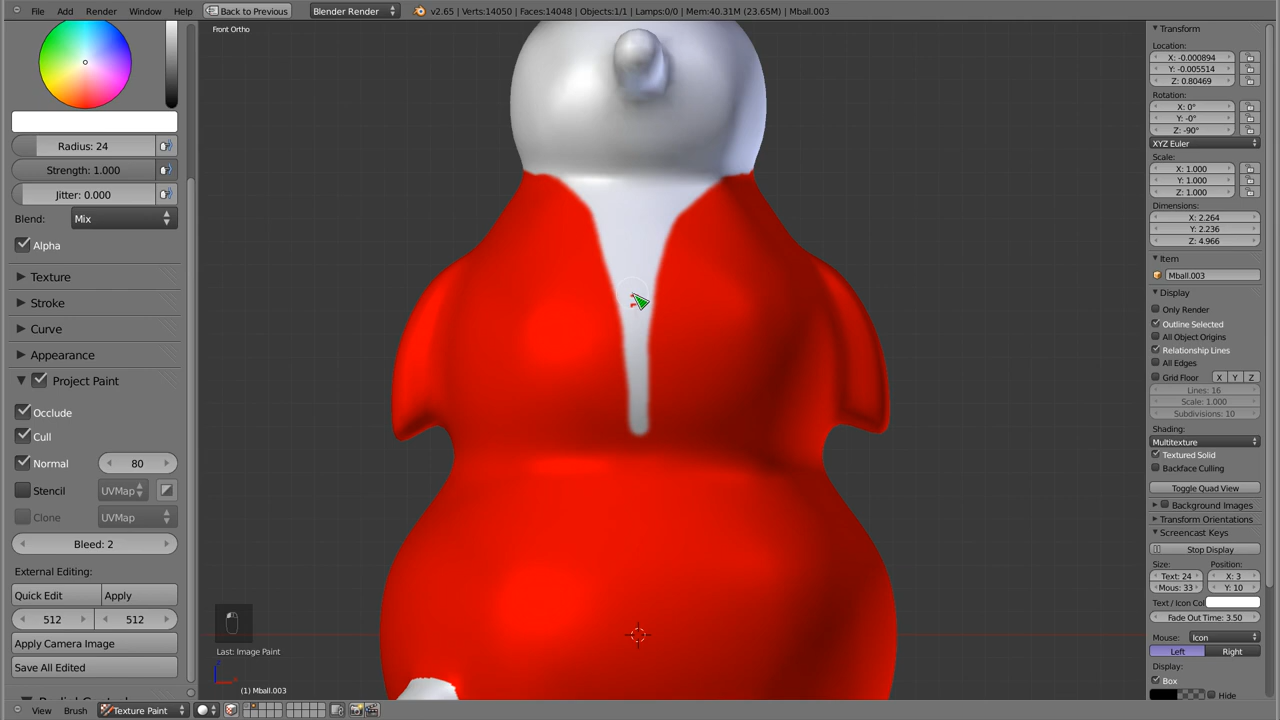 File Add Render Window Help Back to Previous Blender Render v2.65 | Verts:14050 | Faces:14048 | Objects:1/1 | Lamps:0/0 | Mem:40.31M (23.65M) | Mball.003
Front Ortho
Radius: 24
Strength: 1.000
Jitter: 0.000
Blend: Mix
Alpha
Texture
Stroke
Curve
Appearance
Project Paint
Occlude
Cull
Normal 80
Stencil UVMap
Clone UVMap
Bleed: 2
External Editing:
Quick Edit Apply
512 512
Apply Camera Image
Save All Edited
Last: Image Paint
(1) Mball.003
View Brush Texture Paint
Transform
Location:
X: -0.000894
Y: -0.005514
Z: 0.80469
Rotation:
X: 0°
Y: -0°
Z: -90°
XYZ Euler
Scale:
X: 1.000
Y: 1.000
Z: 1.000
Dimensions:
X: 2.264
Y: 2.236
Z: 4.966
Item
Mball.003
Display
Only Render
Outline Selected
All Object Origins
Relationship Lines
All Edges
Grid Floor X Y Z
Lines: 16
Scale: 1.000
Subdivisions: 10
Shading:
Multitexture
Textured Solid
Backface Culling
Toggle Quad View
Background Images
Transform Orientations
Screencast Keys
Stop Display
Size: Position:
Text: 24 X: 3
Mous: 33 Y: 10
Text / Icon Col
Fade Out Time: 3.50
Mouse: Icon
Left Right
Display:
Box Hide